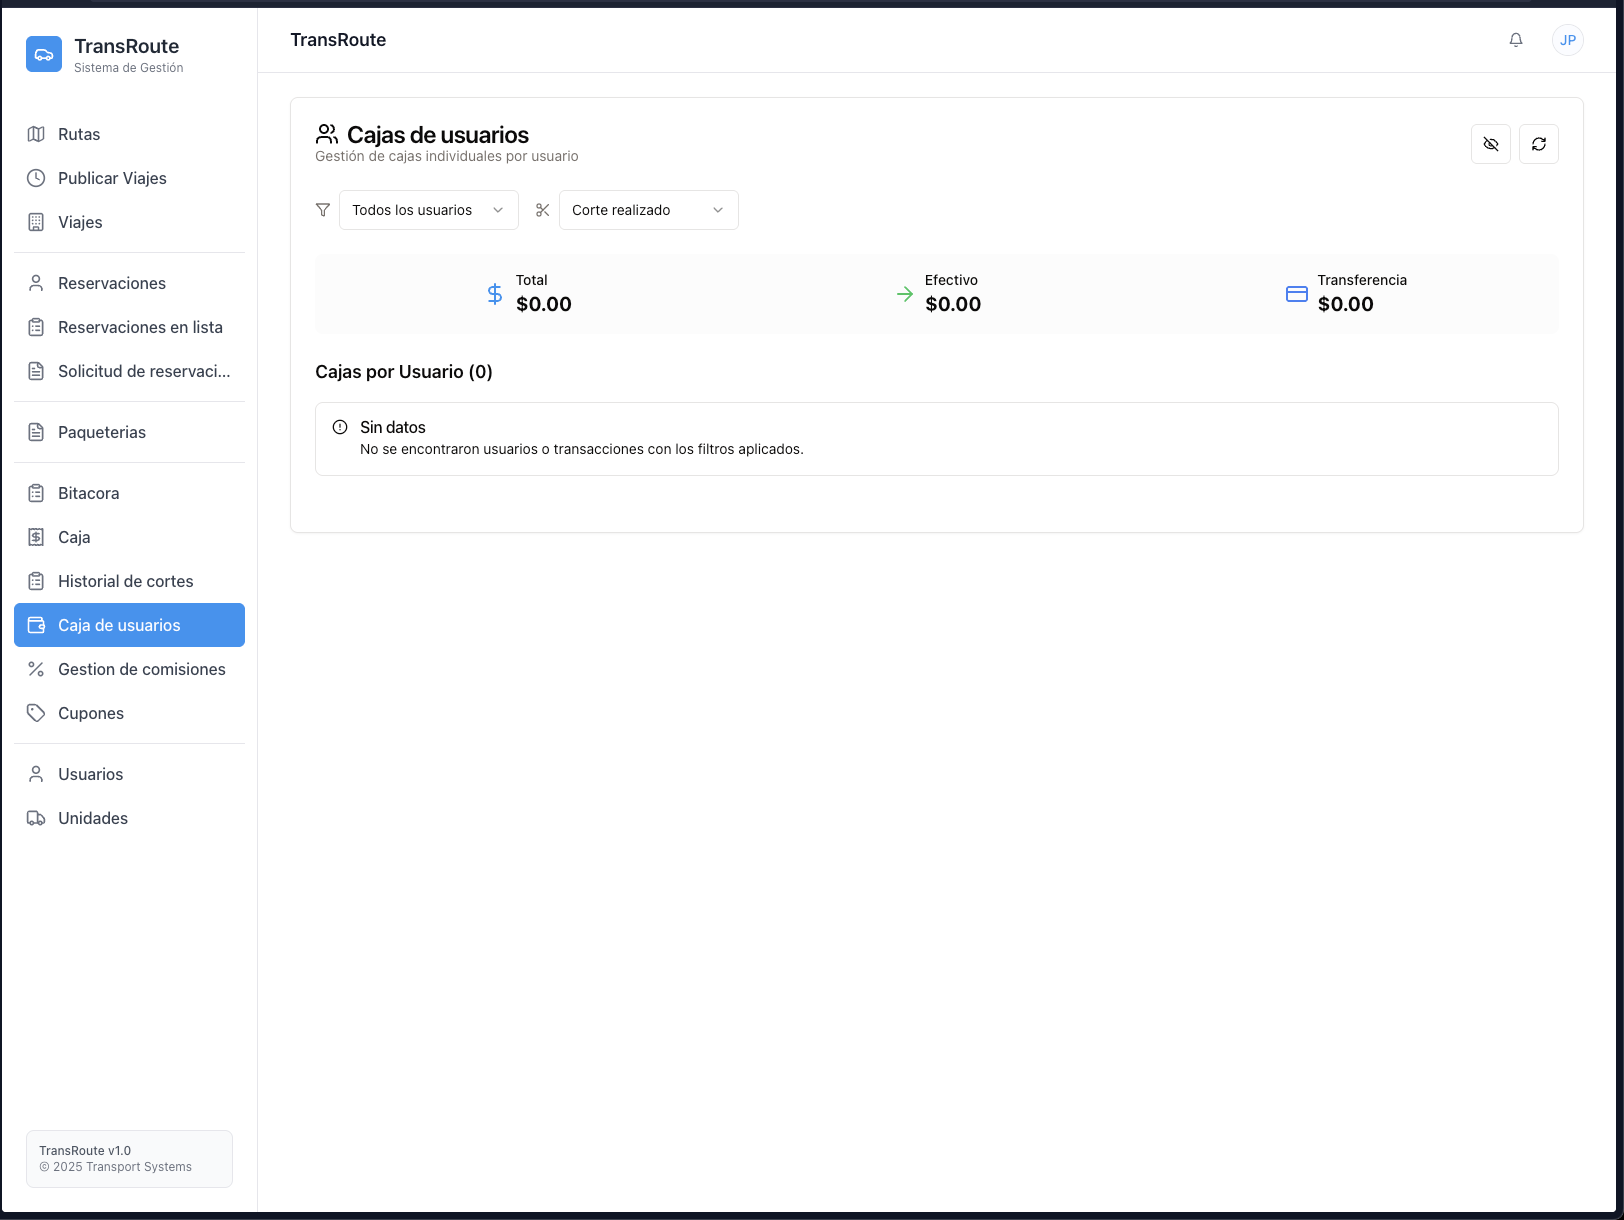 TransRoute
Sistema de Gestión
Rutas
Publicar Viajes
Viajes
Reservaciones
Reservaciones en lista
Solicitud de reservaci...
Paqueterias
Bitacora
Caja
Historial de cortes
Caja de usuarios
Gestion de comisiones
Cupones
Usuarios
Unidades
TransRoute v1.0
© 2025 Transport Systems
TransRoute
JP
Cajas de usuarios
Gestión de cajas individuales por usuario
Todos los usuarios
Corte realizado
Total
$0.00
Efectivo
$0.00
Transferencia
$0.00
Cajas por Usuario (0)
Sin datos
No se encontraron usuarios o transacciones con los filtros aplicados.